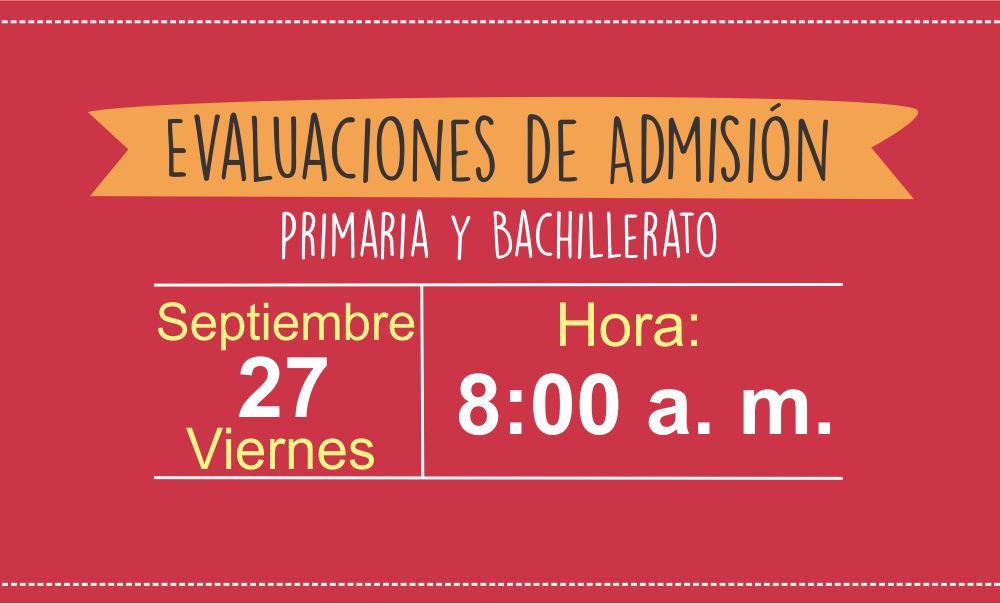 EVALUACIONES DE ADMISIÓN
PRIMARIA Y BACHILLERATO
Septiembre
27
Viernes
Hora:
8:00 a. m.